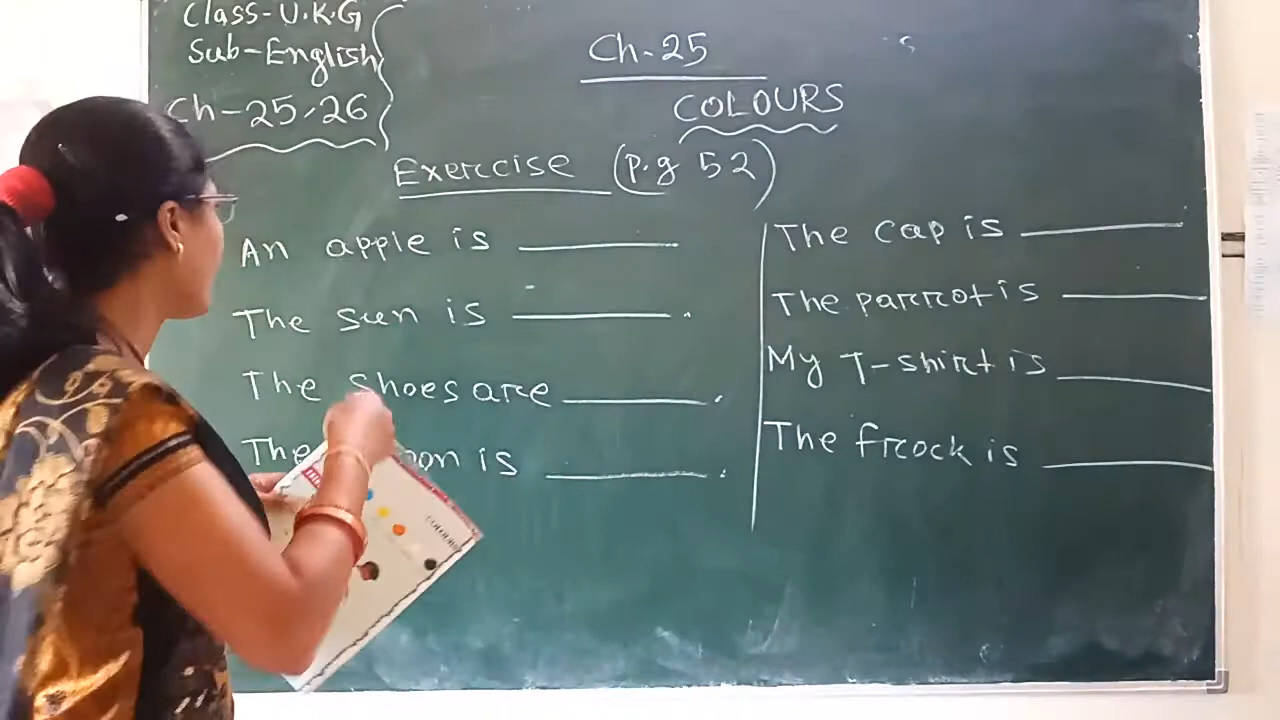 Class-U.K.G
Sub-English
Ch-25,26
Ch-25
COLOURS
Exerccise (p.g 52)
An apple is ______
The sun is ______.
The shoes are ______.
The is ______.
The cap is ______
The parrot is ______
My T-shirt is ______
The frock is ______
COLOURS